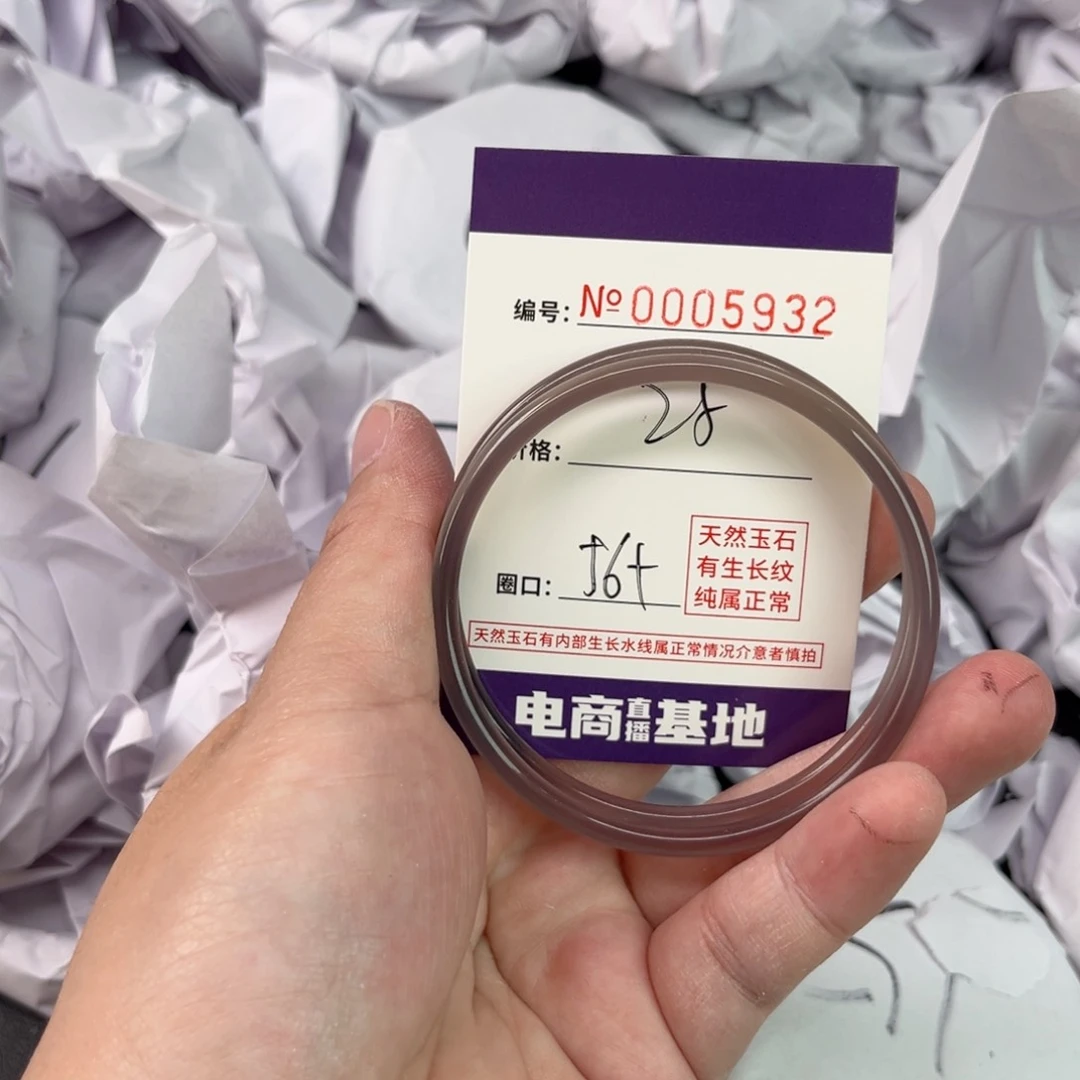 编号: №0005932
价格: 28
圈口: 56+
天然玉石
有生长纹
纯属正常
天然玉石有内部生长水线属正常情况介意者慎拍
电商直播基地